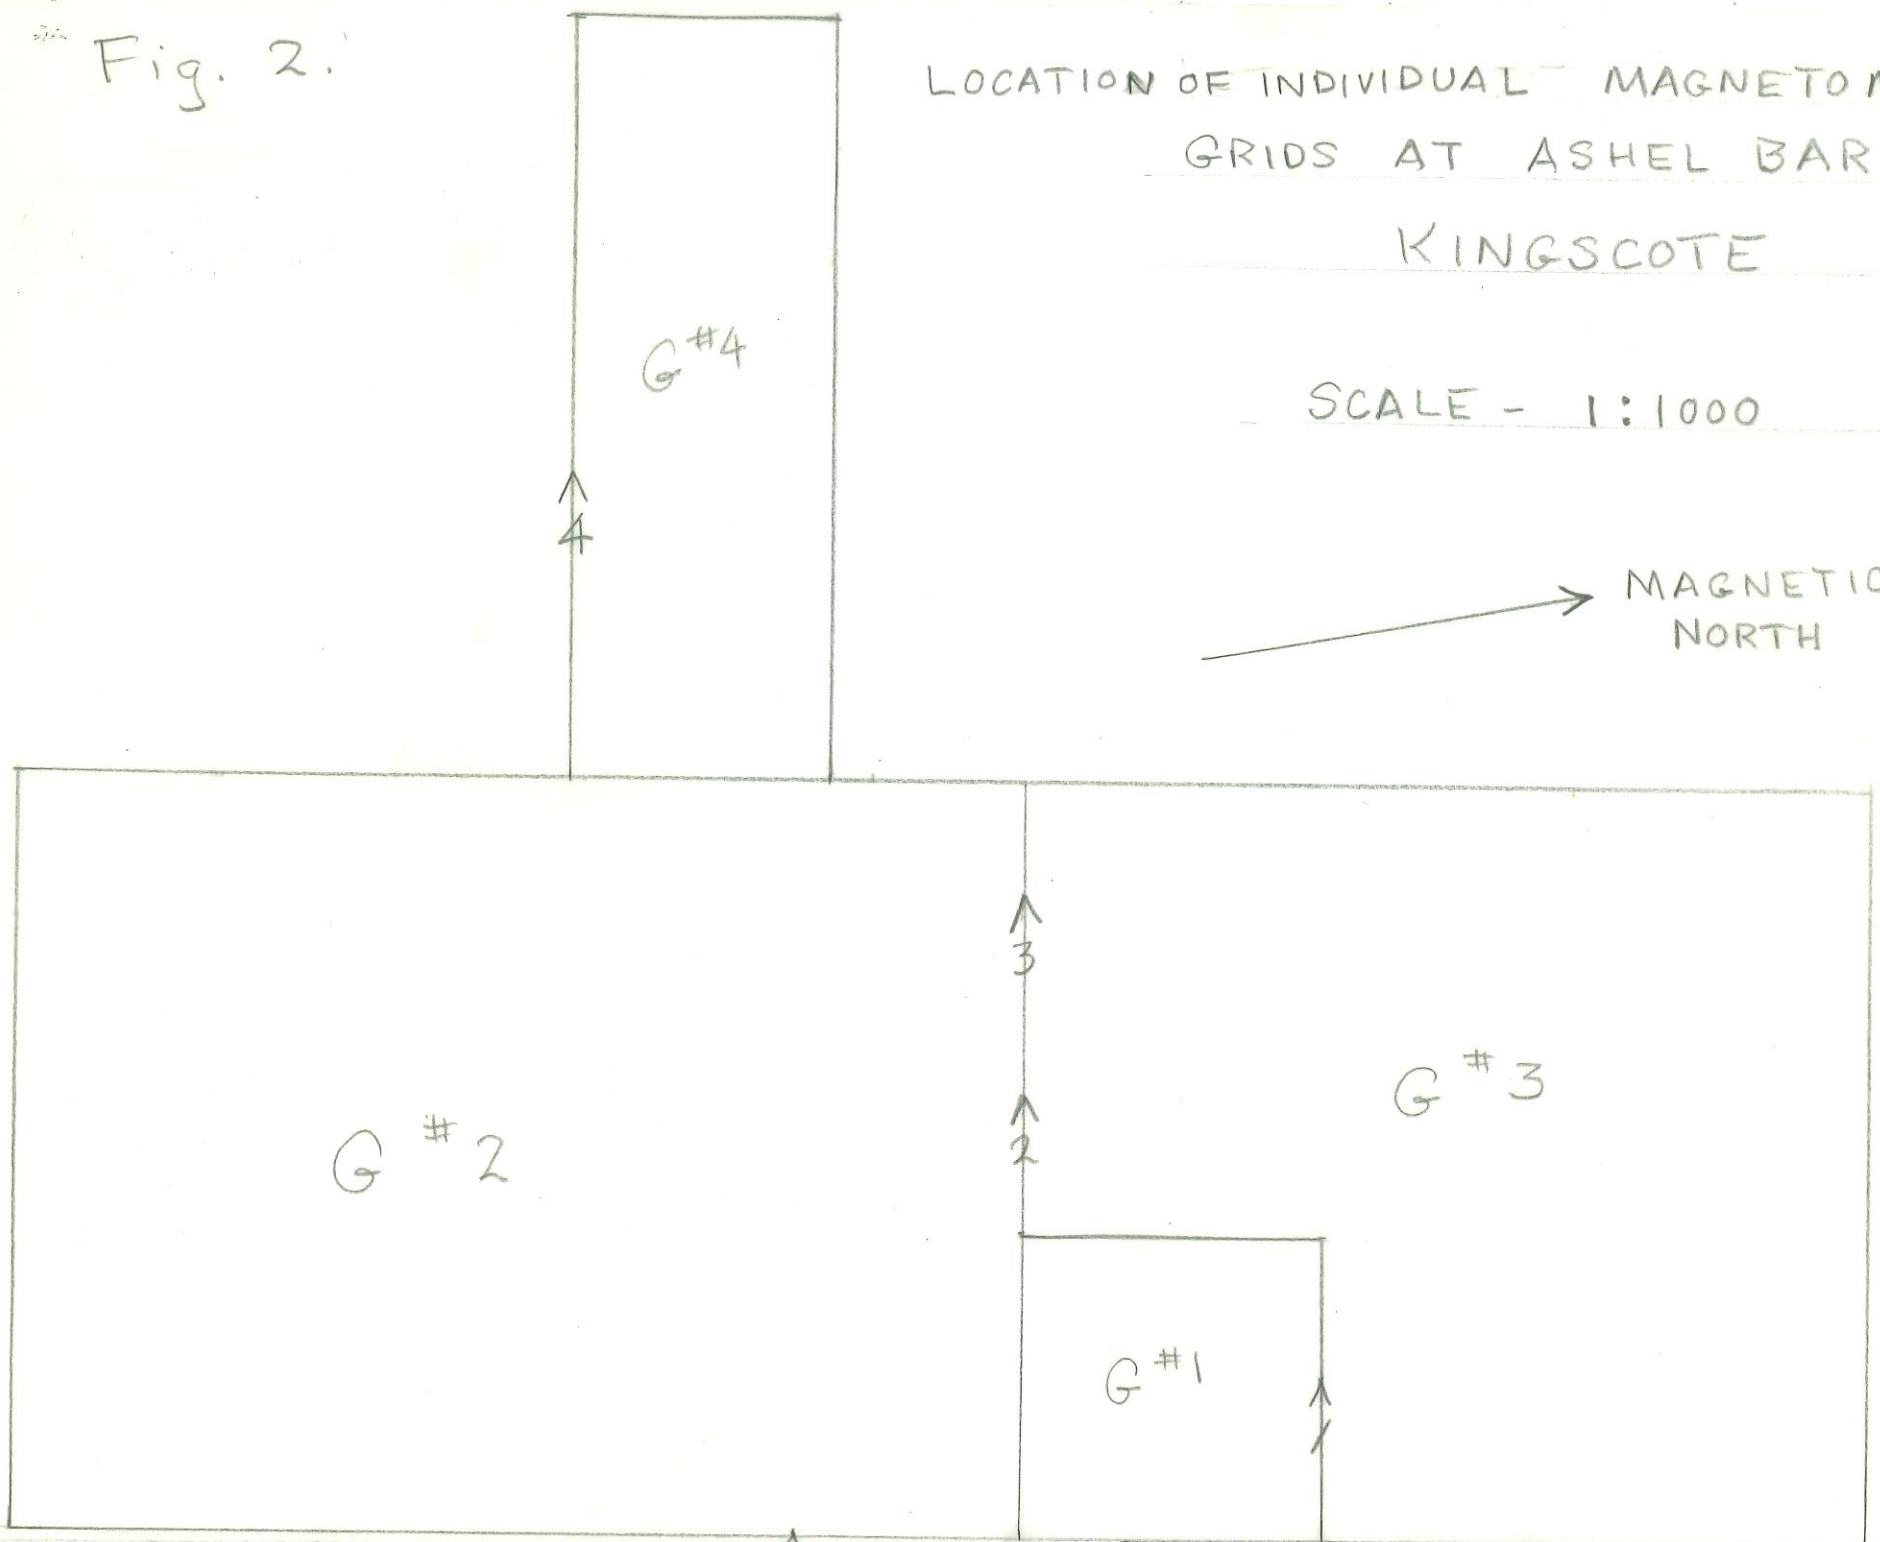 Fig. 2.
LOCATION OF INDIVIDUAL MAGNETO
GRIDS AT ASHEL BAR
KINGSCOTE
SCALE - 1:1000
MAGNETIC
NORTH
G #4
4
3
2
G #3
G #2
G #1
1